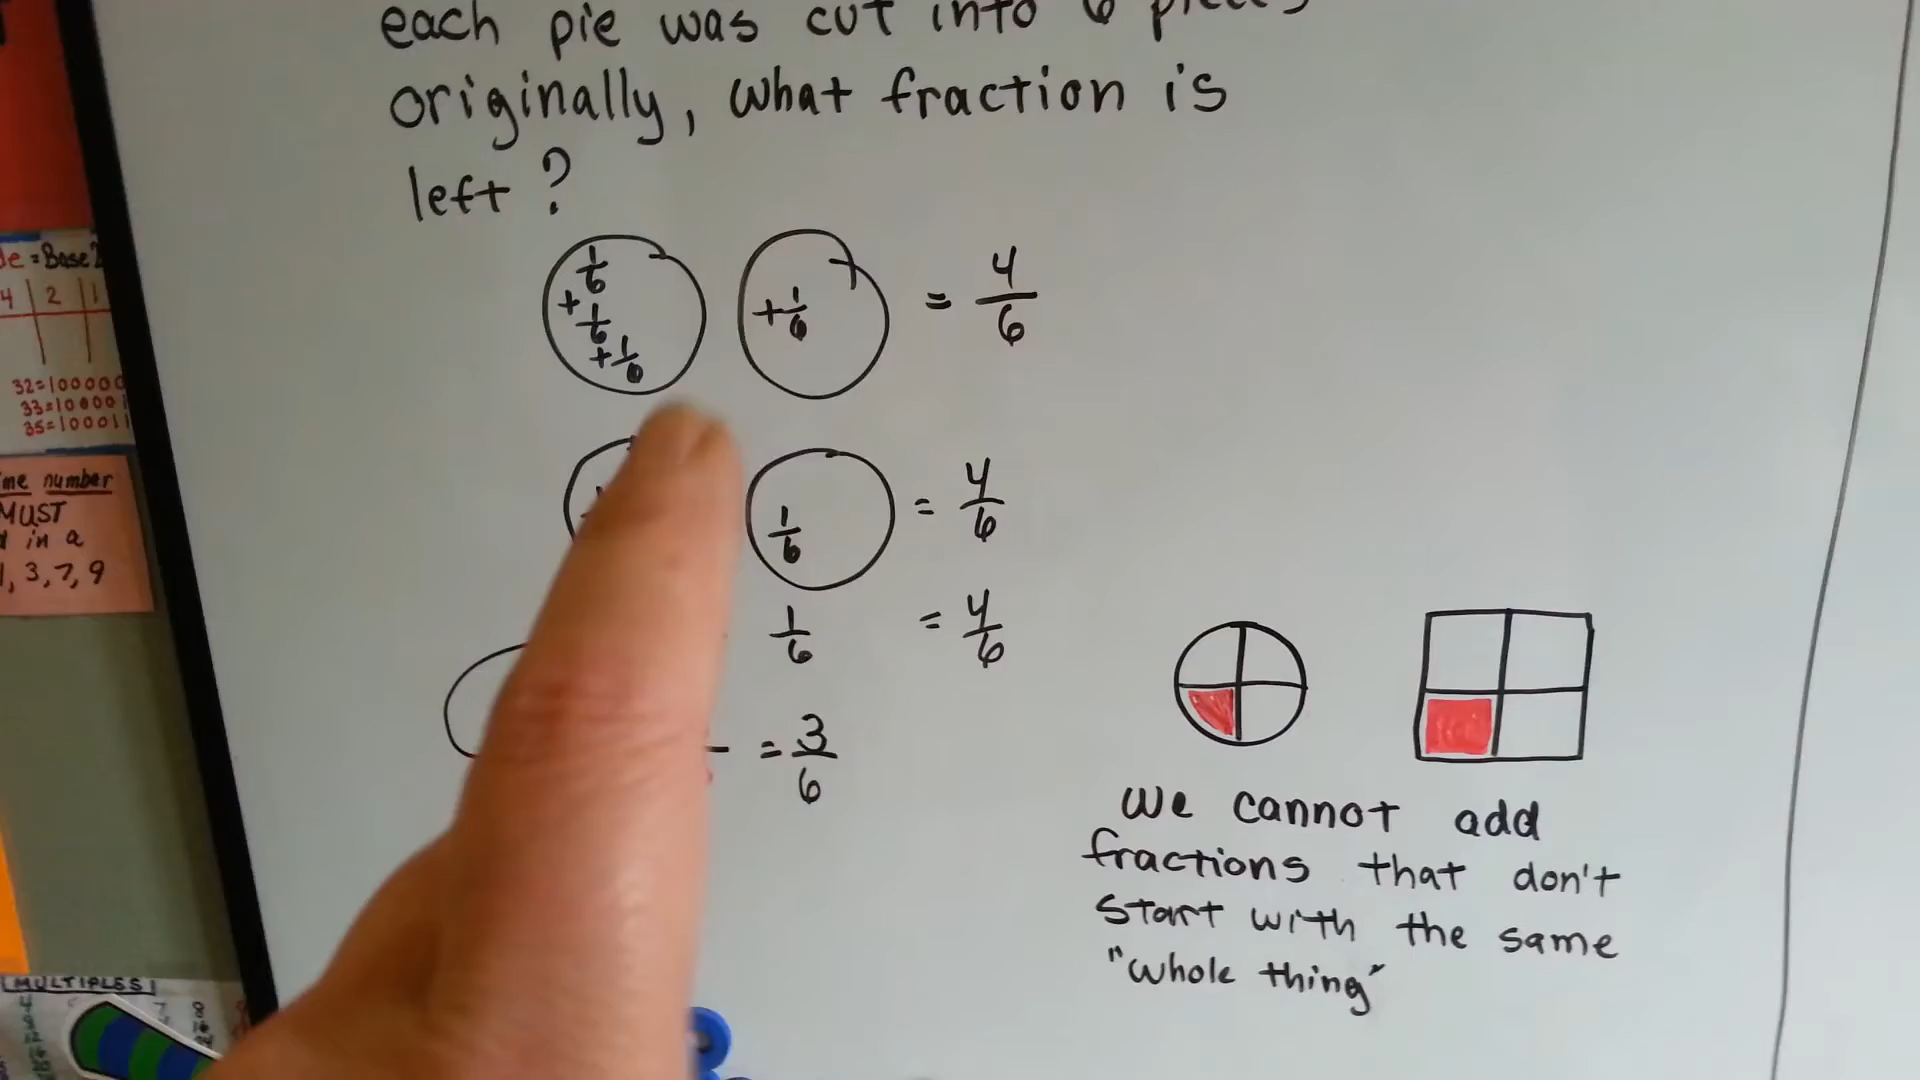 each pie was cut into 6 pieces
originally, what fraction is
left?
1/6 + 1/6 + 1/6
+ 1/6
= 4/6
1/6
= 4/6
1/6
= 4/6
= 3/6
we cannot add
fractions that don't
start with the same
"whole thing"
= Base 2
4 2 1
32=100000
33=100001
35=100011
number
MUST
in a
1, 3, 7, 9
MULTIPLES